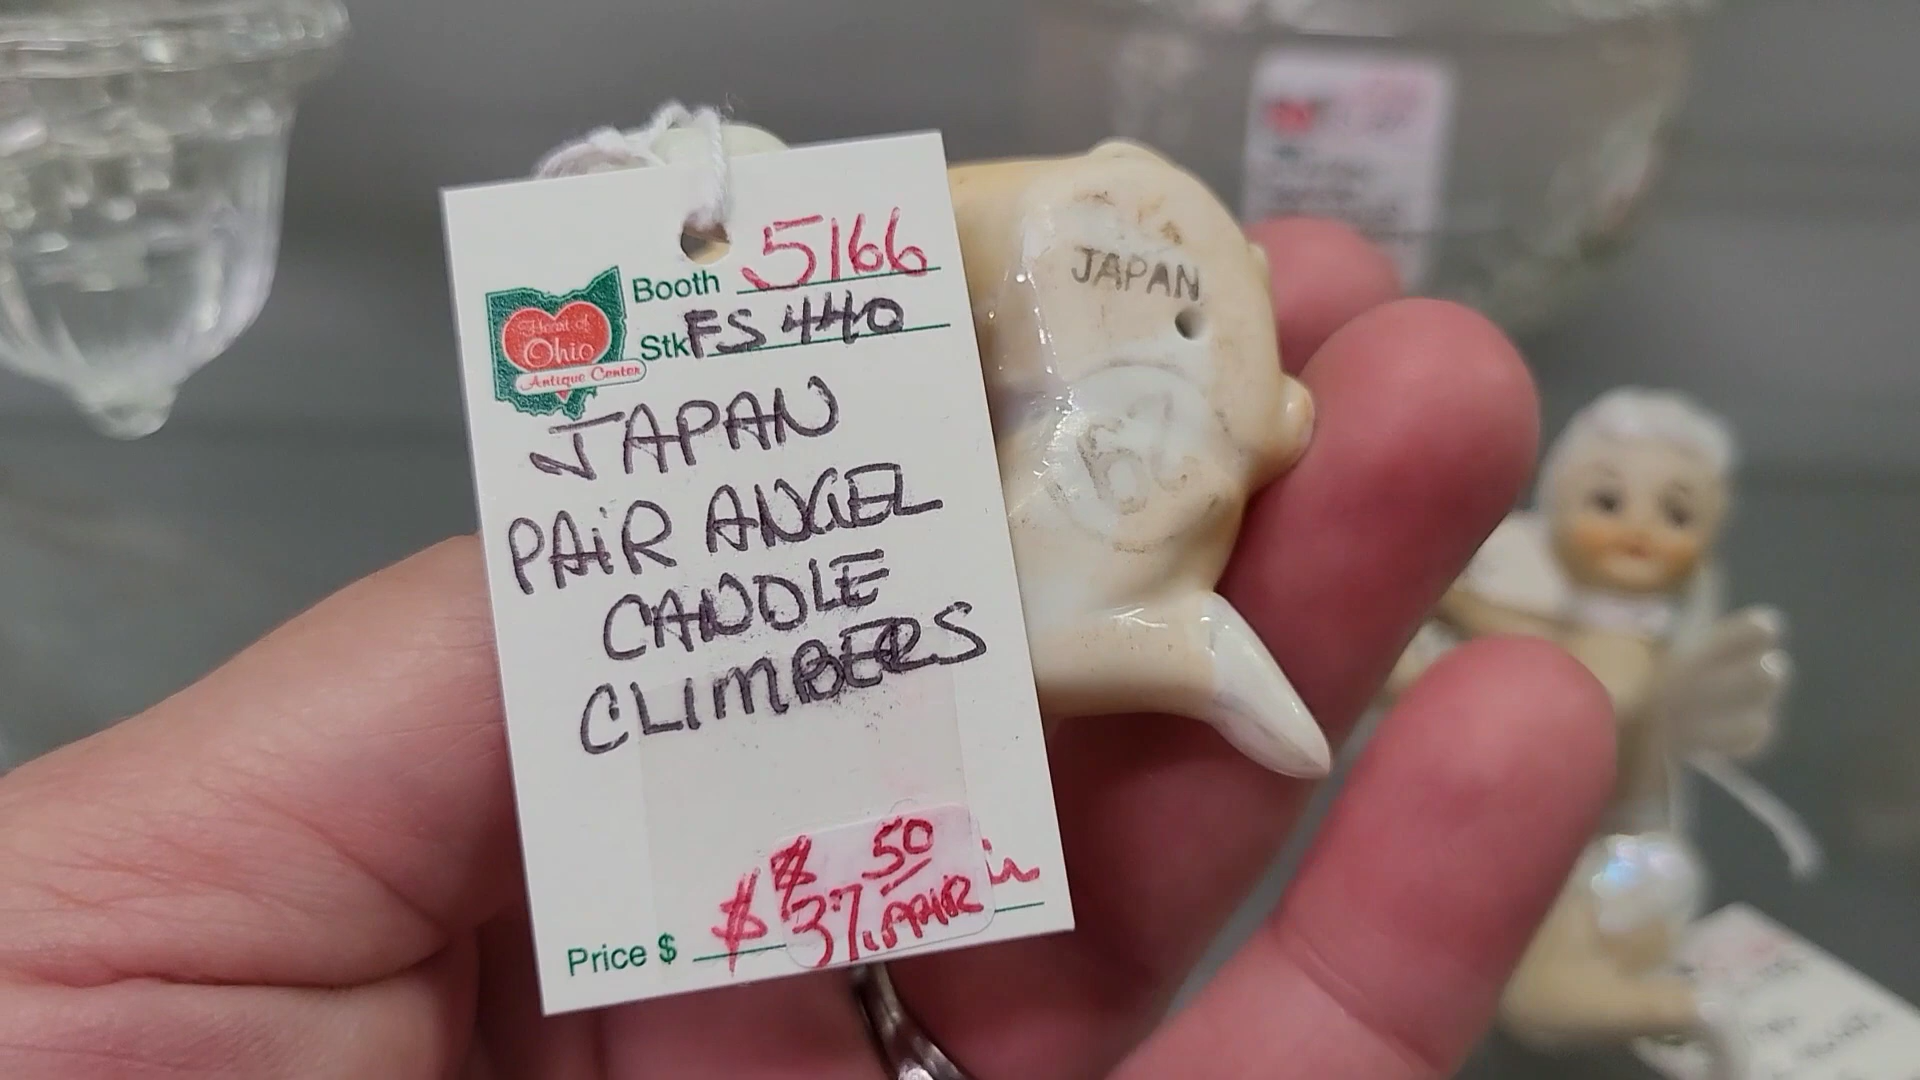 Booth 5166
Heart of
Ohio
Antique Center
Stk FS 440
JAPAN
PAIR ANGEL
CANDLE
CLIMBERS
Price $ $ $ 37.50 PAIR
JAPAN